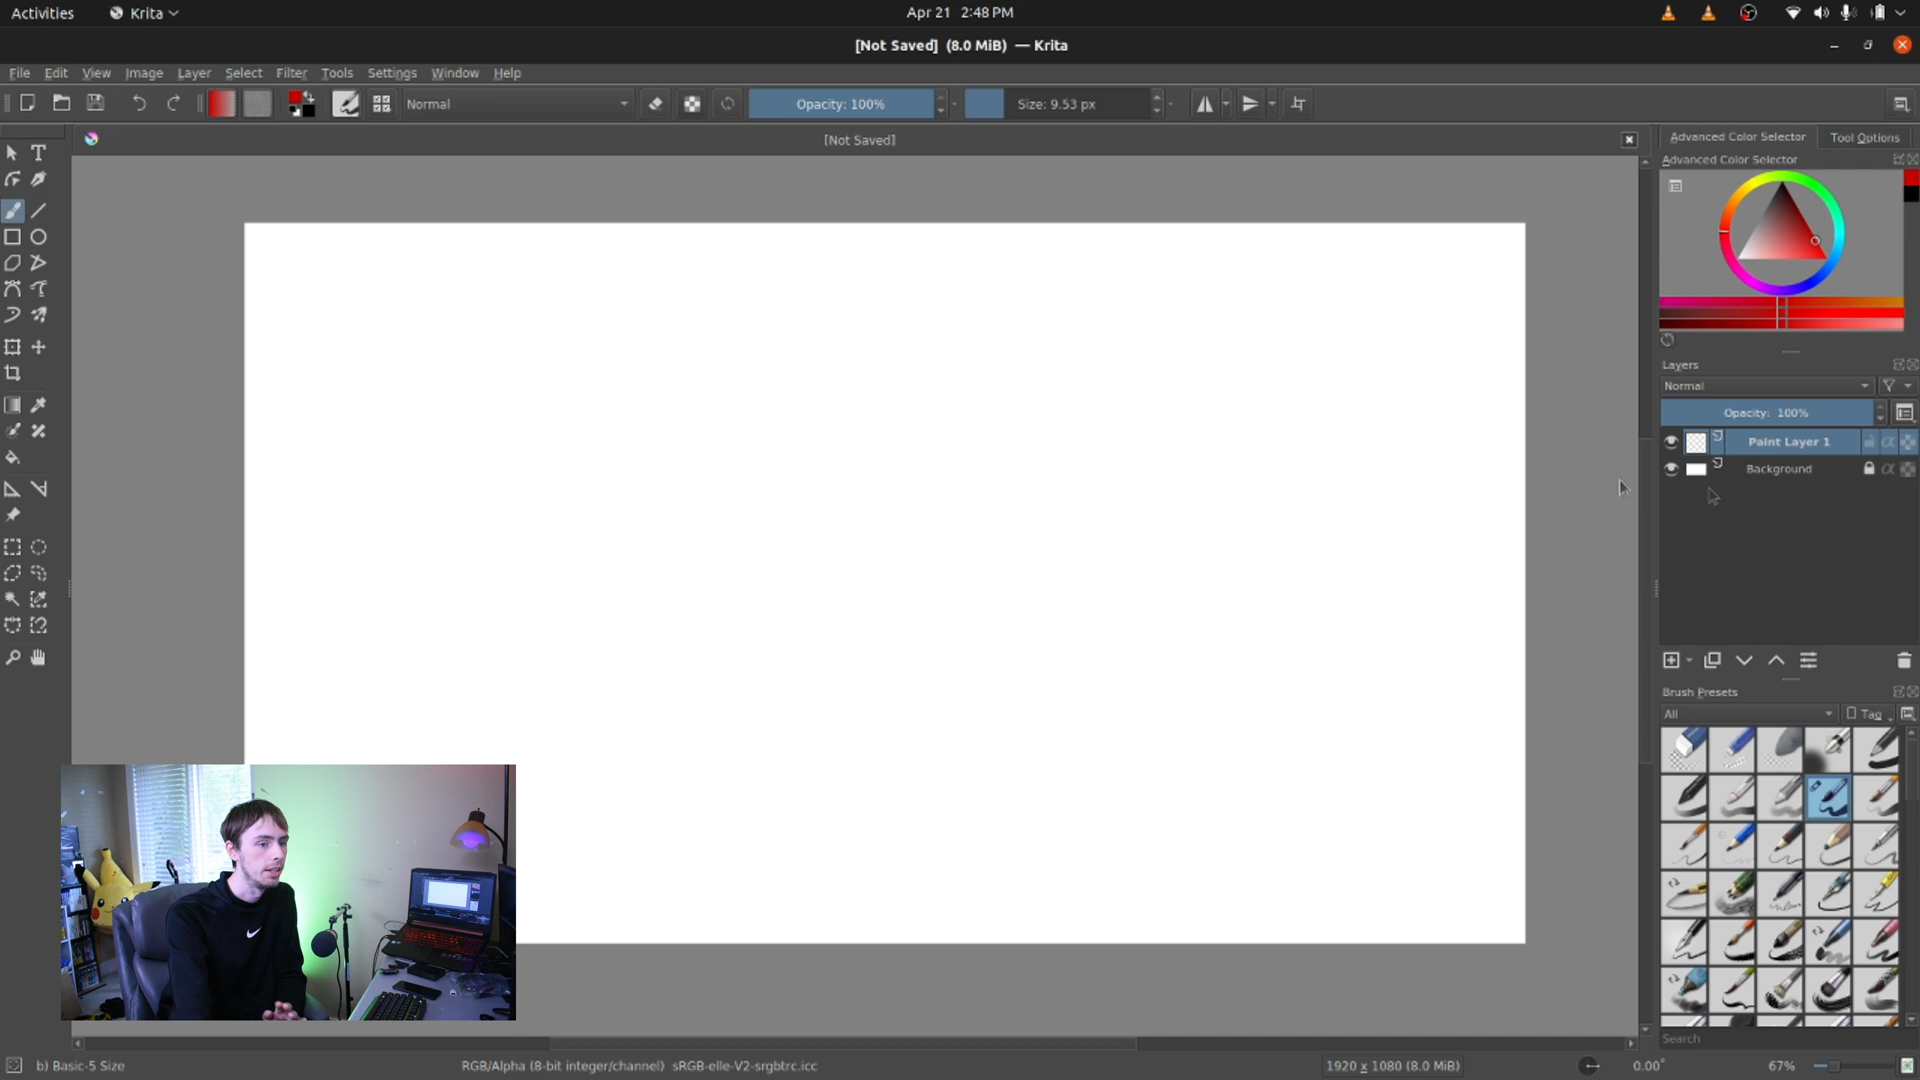 Activities
Krita
Apr 21 2:48 PM
[Not Saved] (8.0 MiB) — Krita
File Edit View Image Layer Select Filter Tools Settings Window Help
Normal
Opacity: 100%
Size: 9.53 px
[Not Saved]
Advanced Color Selector
Tool Options
Advanced Color Selector
Layers
Normal
Opacity: 100%
Paint Layer 1
Background
Brush Presets
All
Tag
Search
b) Basic-5 Size
RGB/Alpha (8-bit integer/channel) sRGB-elle-V2-srgbtrc.icc
1920 x 1080 (8.0 MiB)
0.00°
67%